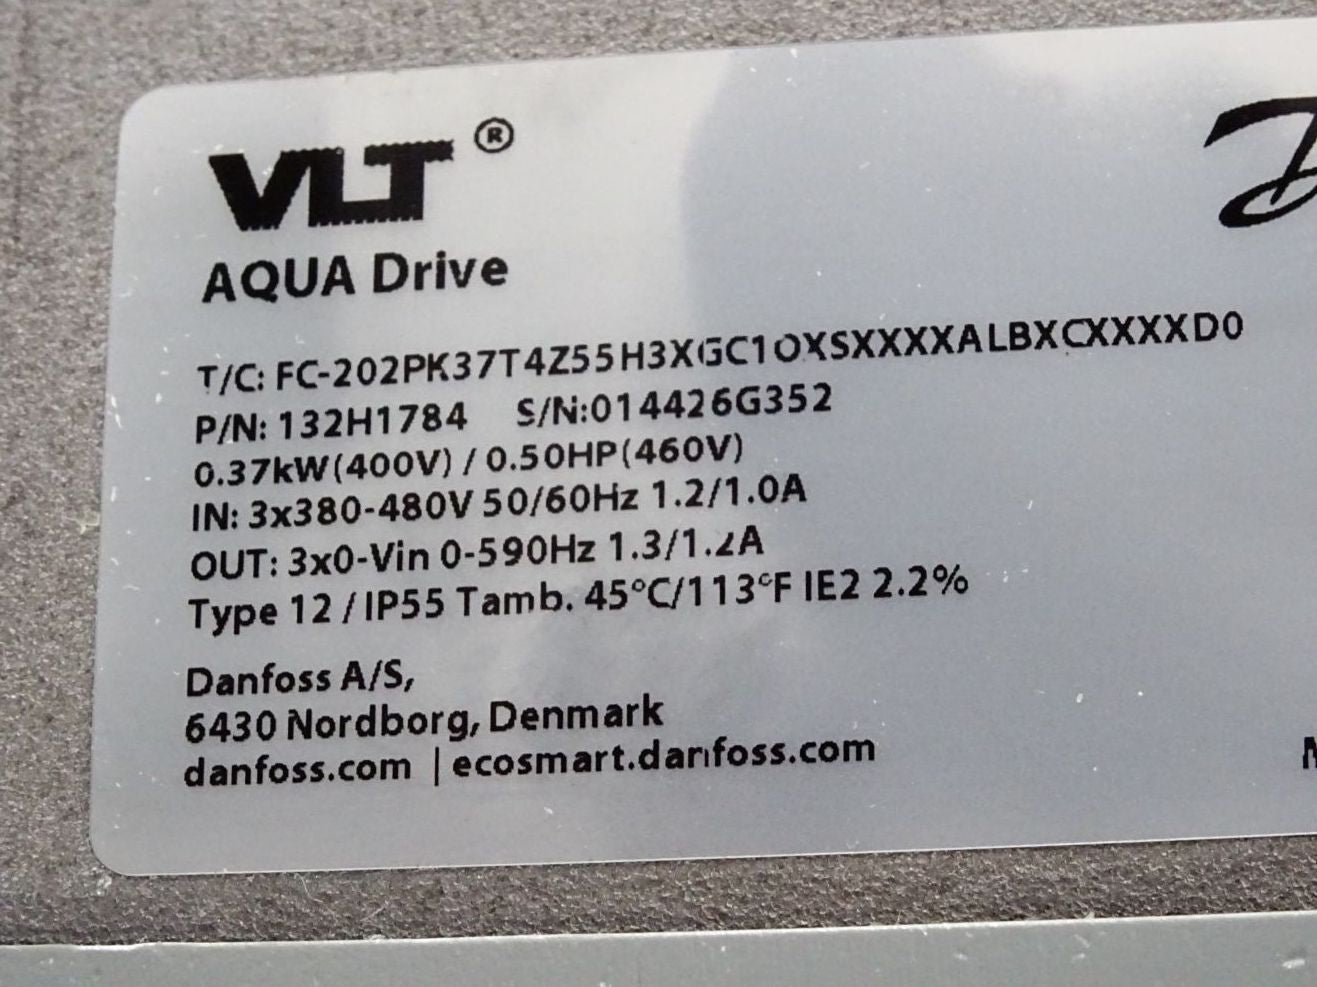 VLT®
AQUA Drive
T/C: FC-202PK37T4Z55H3XGC1OXSXXXXALBXCXXXXD0
P/N: 132H1784 S/N:014426G352
0.37kW(400V) / 0.50HP(460V)
IN: 3x380-480V 50/60Hz 1.2/1.0A
OUT: 3x0-Vin 0-590Hz 1.3/1.2A
Type 12 / IP55 Tamb. 45°C/113°F IE2 2.2%
Danfoss A/S,
6430 Nordborg, Denmark
danfoss.com | ecosmart.danfoss.com